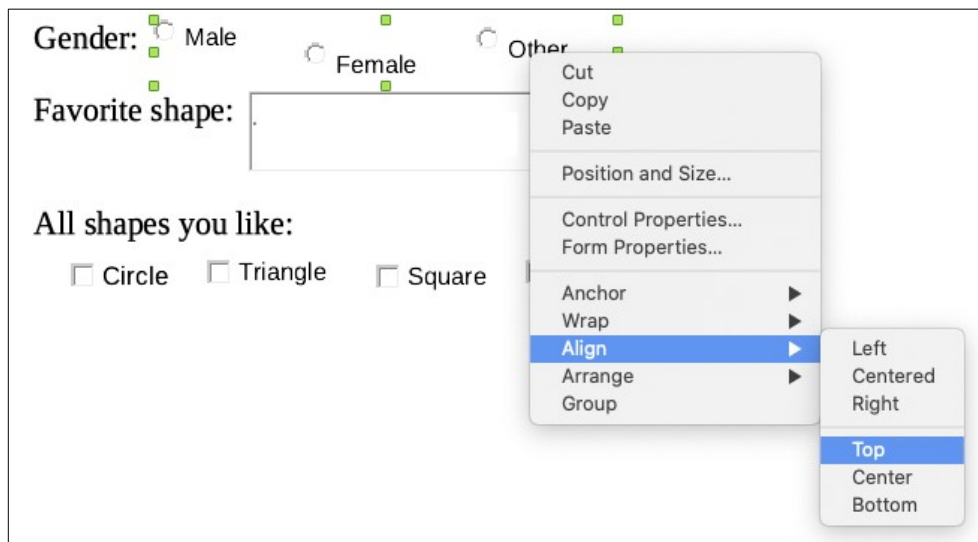 Gender: Male
Female
Other
Favorite shape:
All shapes you like:
Circle Triangle Square
Cut
Copy
Paste
Position and Size...
Control Properties...
Form Properties...
Anchor
Wrap
Align
Arrange
Group
Left
Centered
Right
Top
Center
Bottom